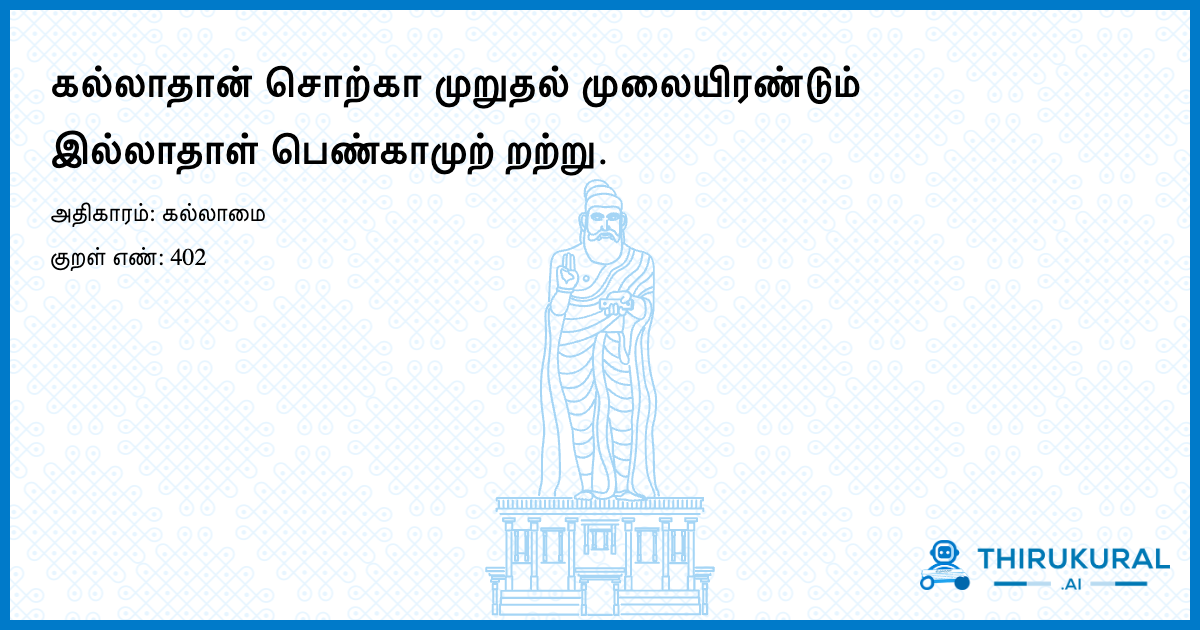 கல்லாதான் சொற்கா முறுதல் முலையிரண்டும்
இல்லாதாள் பெண்காமுற் றற்று.
அதிகாரம்: கல்லாமை
குறள் எண்: 402
THIRUKURAL
.AI